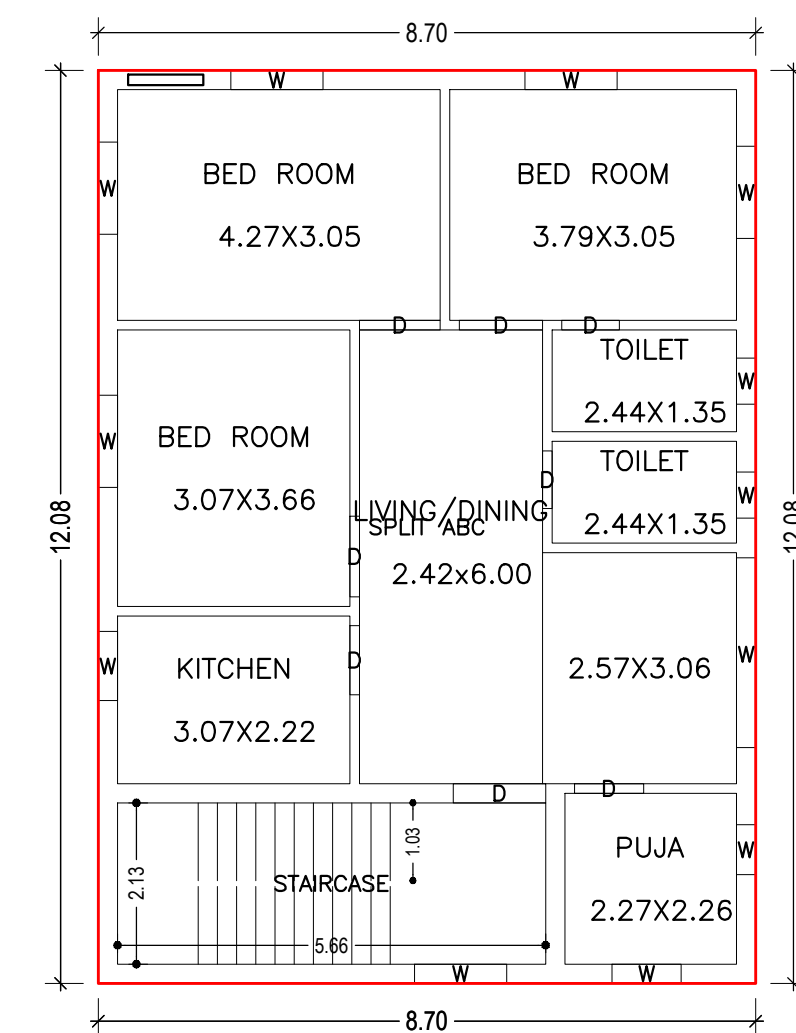 8.70
W
W
BED ROOM
4.27X3.05
BED ROOM
3.79X3.05
W
W
D
D
D
TOILET
2.44X1.35
W
BED ROOM
3.07X3.66
W
TOILET
2.44X1.35
D
W
LIVING/DINING
SPLIT ABC
2.42x6.00
12.08
12.08
D
KITCHEN
3.07X2.22
W
D
2.57X3.06
W
D
D
STAIRCASE
2.13
1.03
5.66
PUJA
2.27X2.26
W
W
W
8.70